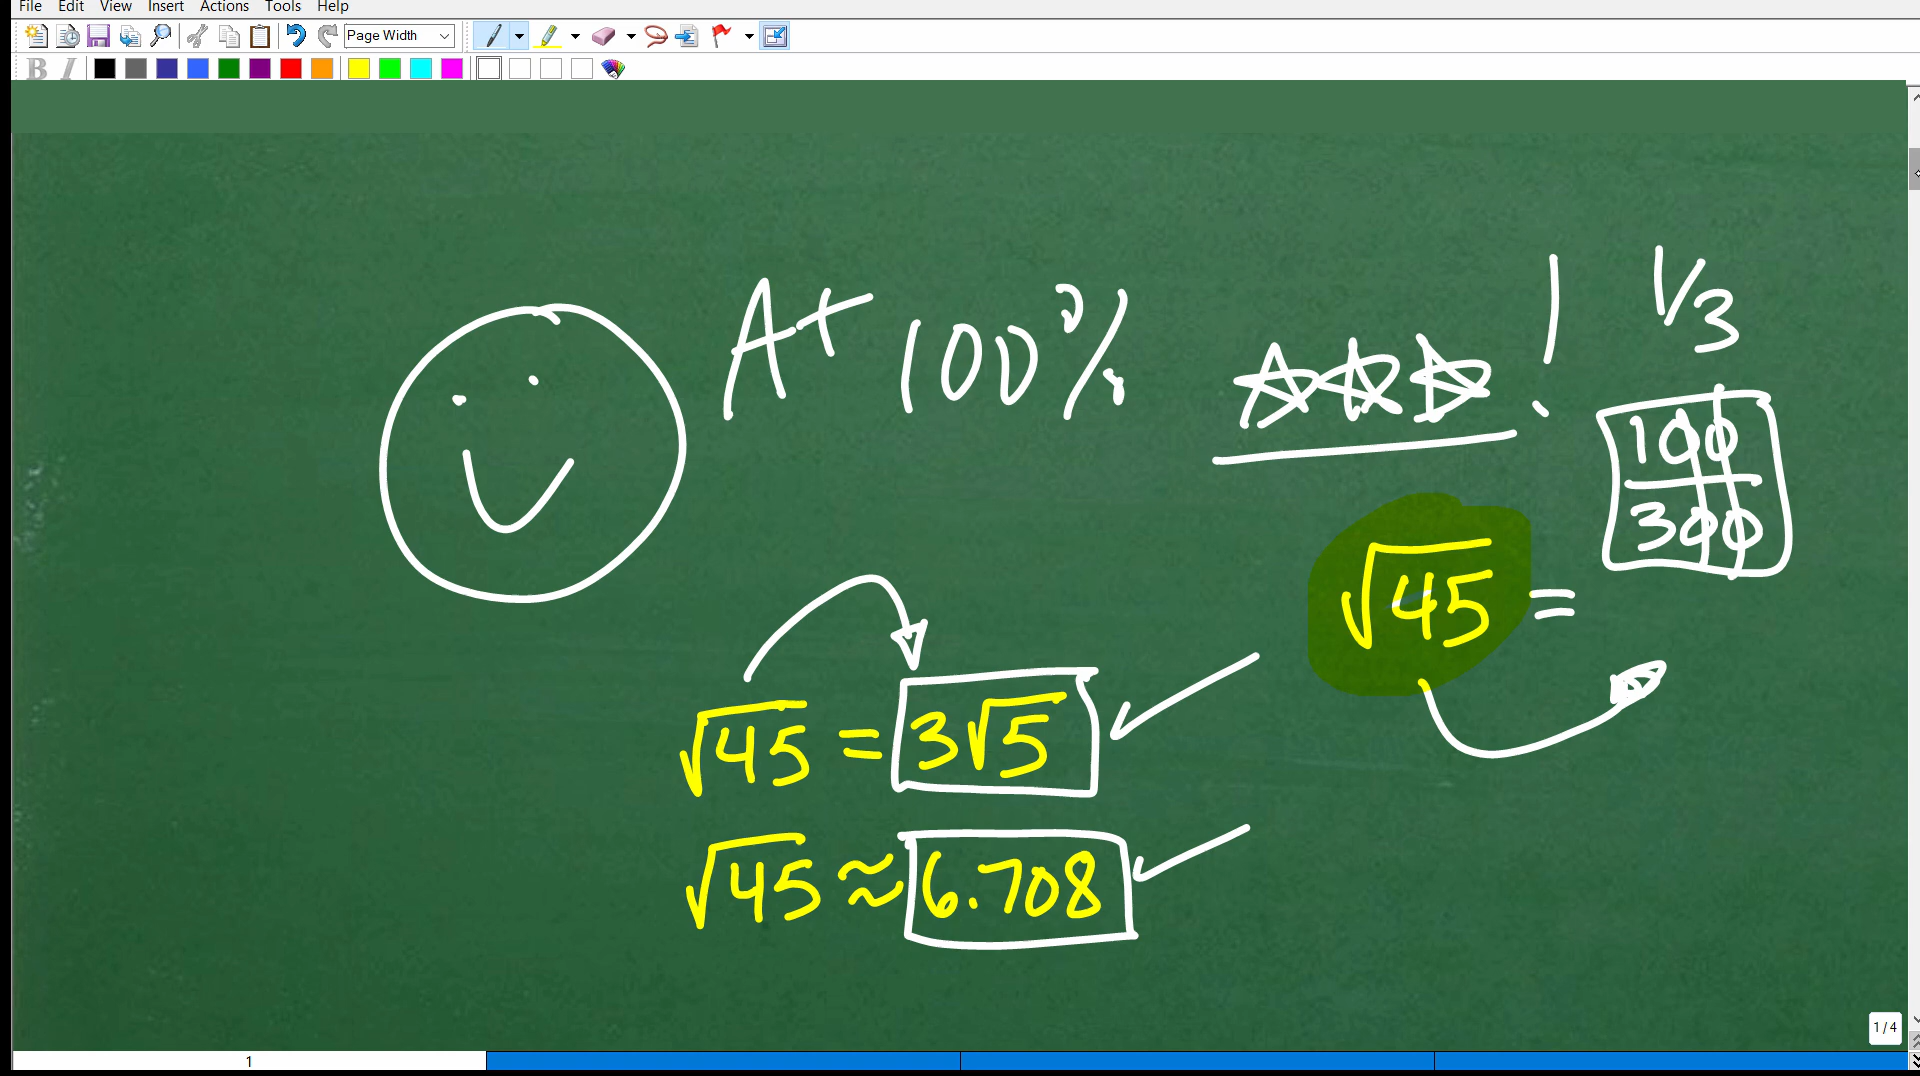 File Edit View Insert Actions Tools Help
Page Width
B I
A+ 100% ! 1/3
100
300
√45 =
√45 = 3√5
√45 ≈ 6.708
1 / 4
1